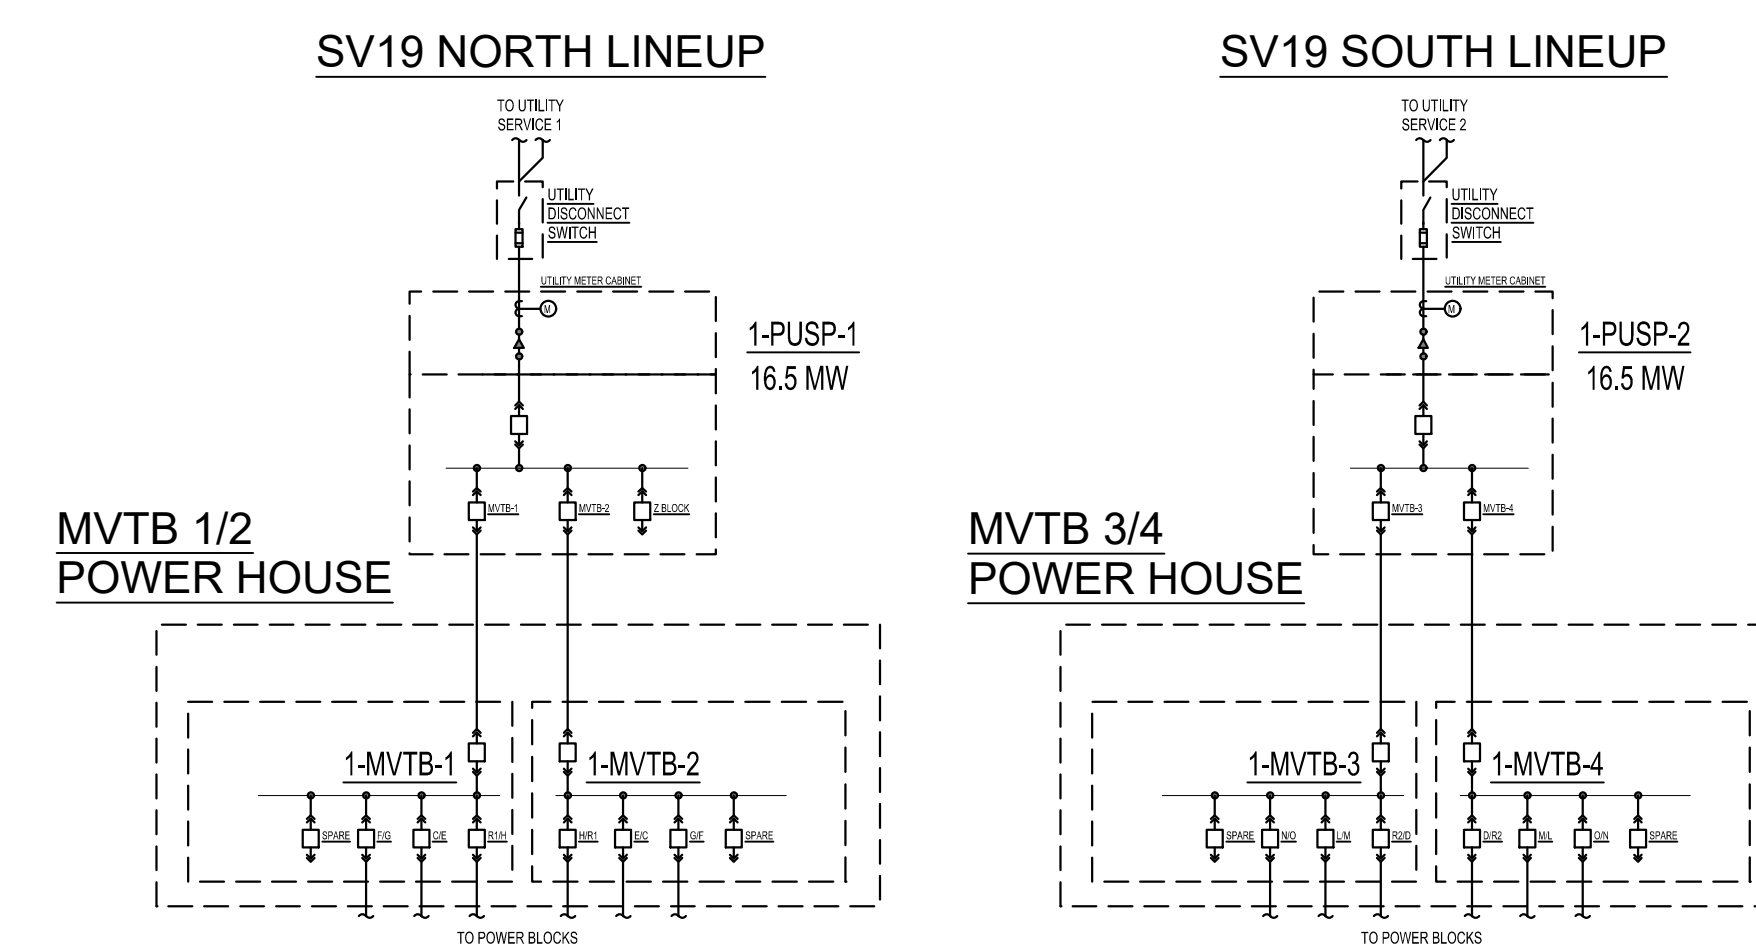 SV19 NORTH LINEUP
TO UTILITY
SERVICE 1
UTILITY
DISCONNECT
SWITCH
UTILITY METER CABINET
M
1-PUSP-1
16.5 MW
MVTB-1
MVTB-2
Z BLOCK
MVTB 1/2
POWER HOUSE
1-MVTB-1
1-MVTB-2
SPARE
F/G
C/E
R1/H
H/R1
E/C
G/F
SPARE
TO POWER BLOCKS
SV19 SOUTH LINEUP
TO UTILITY
SERVICE 2
UTILITY
DISCONNECT
SWITCH
UTILITY METER CABINET
M
1-PUSP-2
16.5 MW
MVTB-3
MVTB-4
MVTB 3/4
POWER HOUSE
1-MVTB-3
1-MVTB-4
SPARE
N/O
L/M
R2/D
D/R2
M/L
O/N
SPARE
TO POWER BLOCKS